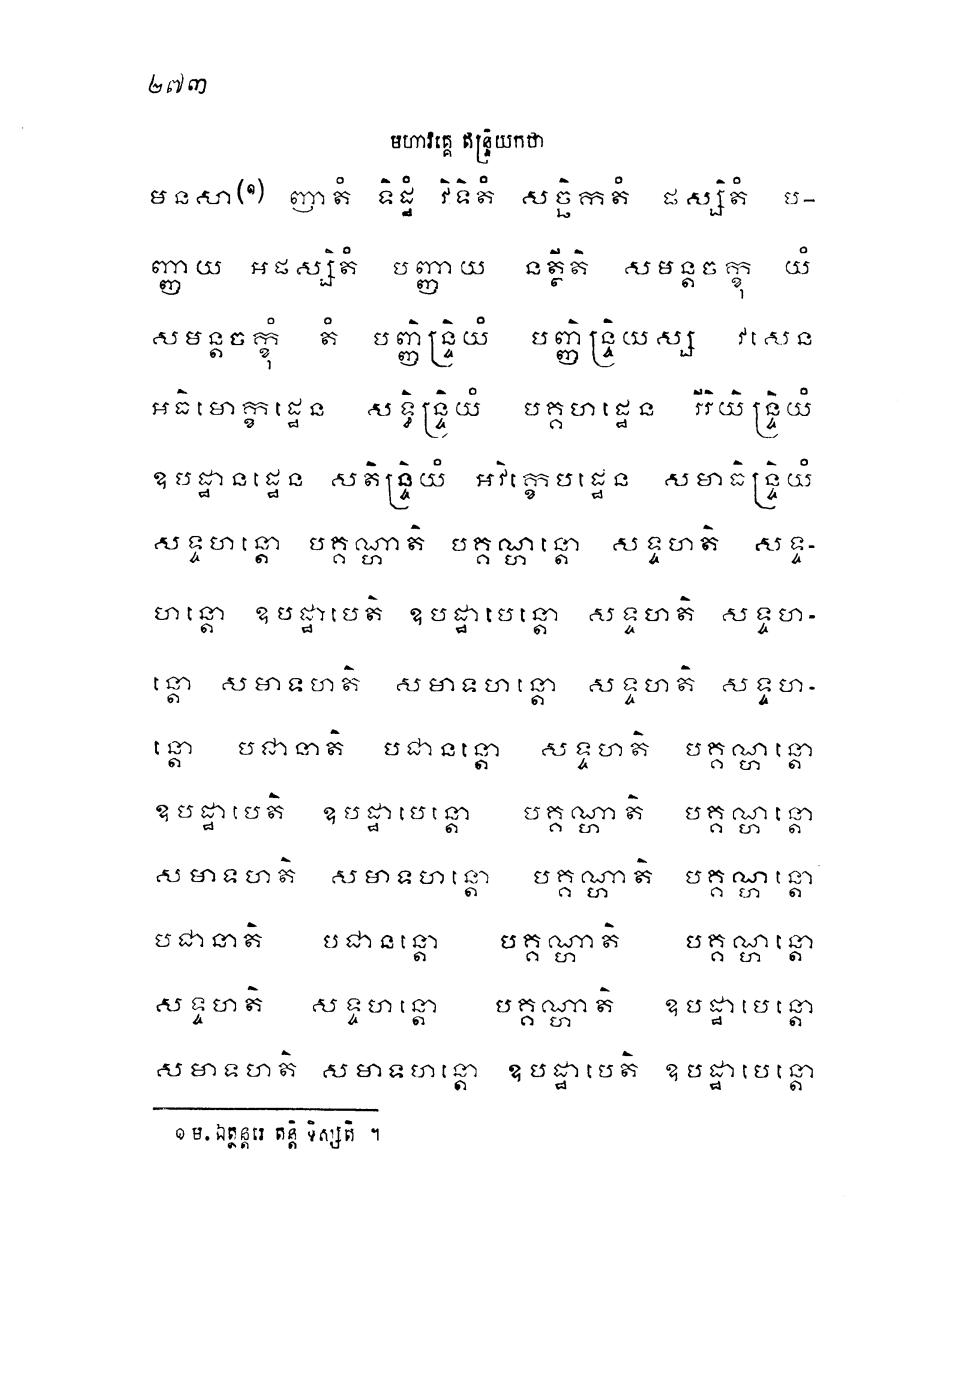 ២៧៣
មហាវគ្គេ ឥន្ទ្រិយកថា
មនសា(១) ញាតំ ទិដ្ឋំ វិទិតំ សច្ឆិកតំ ផស្សិតំ ប-
ញ្ញាយ អផស្សិតំ បញ្ញាយ នត្ថីតិ សមន្តចក្ខុ យំ
សមន្តចក្ខុំ តំ បញ្ញិន្ទ្រិយំ បញ្ញិន្ទ្រិយស្ស វសេន
អធិមោក្ខដ្ឋេន សទ្ធិន្ទ្រិយំ បគ្គហដ្ឋេន វីរិយិន្ទ្រិយំ
ឧបដ្ឋានដ្ឋេន សតិន្ទ្រិយំ អវិក្ខេបដ្ឋេន សមាធិន្ទ្រិយំ
សទ្ទហន្តោ បគ្គណ្ហាតិ បគ្គណ្ហន្តោ សទ្ទហតិ សទ្ទ-
ហន្តោ ឧបដ្ឋាបេតិ ឧបដ្ឋាបេន្តោ សទ្ទហតិ សទ្ទហ-
ន្តោ សមាទហតិ សមាទហន្តោ សទ្ទហតិ សទ្ទហ-
ន្តោ បជានាតិ បជានន្តោ សទ្ទហតិ បគ្គណ្ហន្តោ
ឧបដ្ឋាបេតិ ឧបដ្ឋាបេន្តោ បគ្គណ្ហាតិ បគ្គណ្ហន្តោ
សមាទហតិ សមាទហន្តោ បគ្គណ្ហាតិ បគ្គណ្ហន្តោ
បជានាតិ បជានន្តោ បគ្គណ្ហាតិ បគ្គណ្ហន្តោ
សទ្ទហតិ សទ្ទហន្តោ បគ្គណ្ហាតិ ឧបដ្ឋាបេន្តោ
សមាទហតិ សមាទហន្តោ ឧបដ្ឋាបេតិ ឧបដ្ឋាបេន្តោ
១ ម. ឯត្ថន្តរេ តន្តិ ទិស្សតិ ។